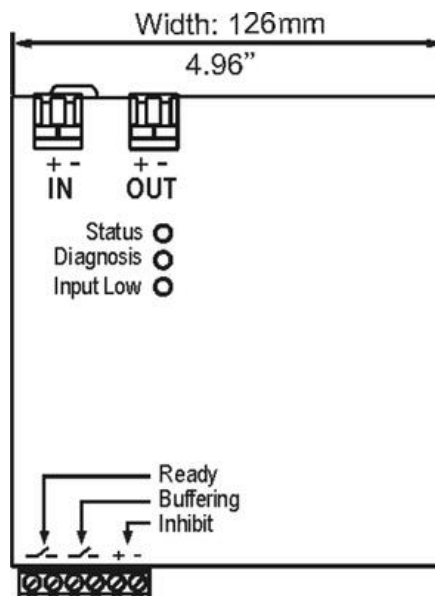 Width: 126mm
4.96”
+ - + -
IN OUT
Status
Diagnosis
Input Low
Ready
Buffering
Inhibit
+ -